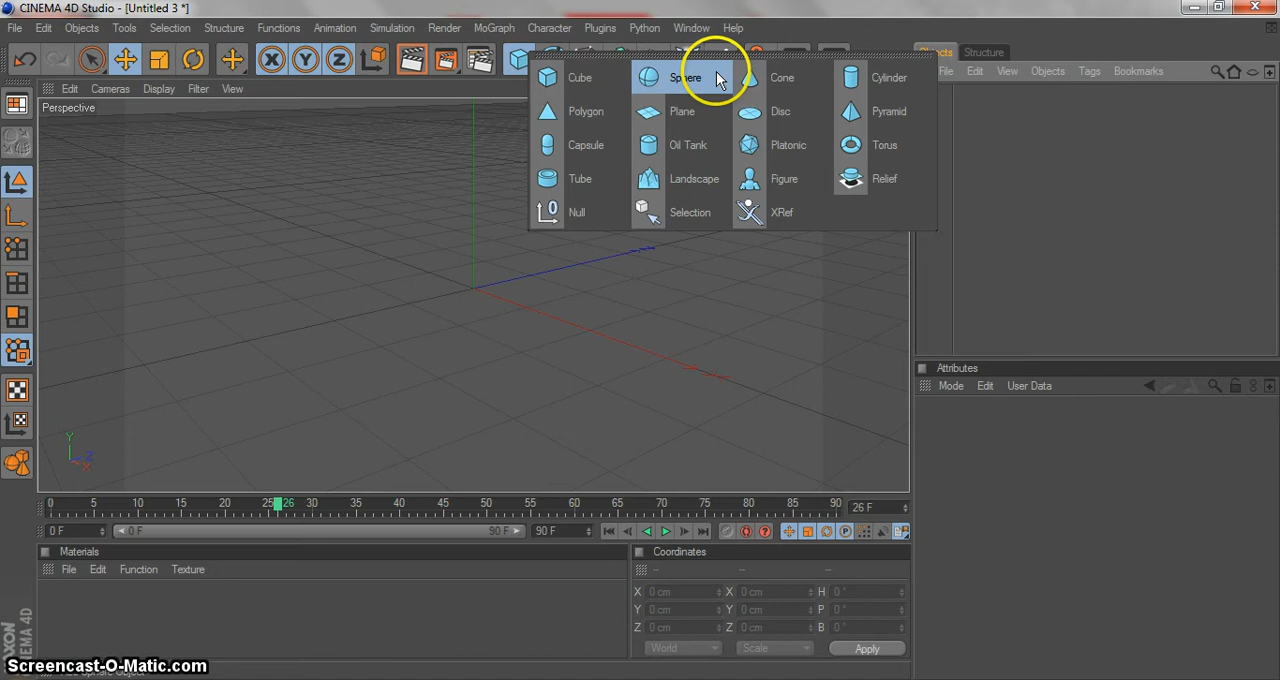 CINEMA 4D Studio - [Untitled 3 *]
File Edit Objects Tools Selection Structure Functions Animation Simulation Render MoGraph Character Plugins Python Window Help
X Y Z
Objects Structure
File Edit View Objects Tags Bookmarks
Edit Cameras Display Filter View
Perspective
Cube Sphere Cone Cylinder
Polygon Plane Disc Pyramid
Capsule Oil Tank Platonic Torus
Tube Landscape Figure Relief
0 Null Selection XRef
Y
Z
X
Attributes
Mode Edit User Data
0 5 10 15 20 25 26 30 35 40 45 50 55 60 65 70 75 80 85 90 26 F
0 F 0 F 90 F 90 F P
Materials
File Edit Function Texture
Coordinates
-- -- --
X 0 cm X 0 cm H 0 °
Y 0 cm Y 0 cm P 0 °
Z 0 cm Z 0 cm B 0 °
World Scale Apply
CINEMA 4D
Screencast-O-Matic.com